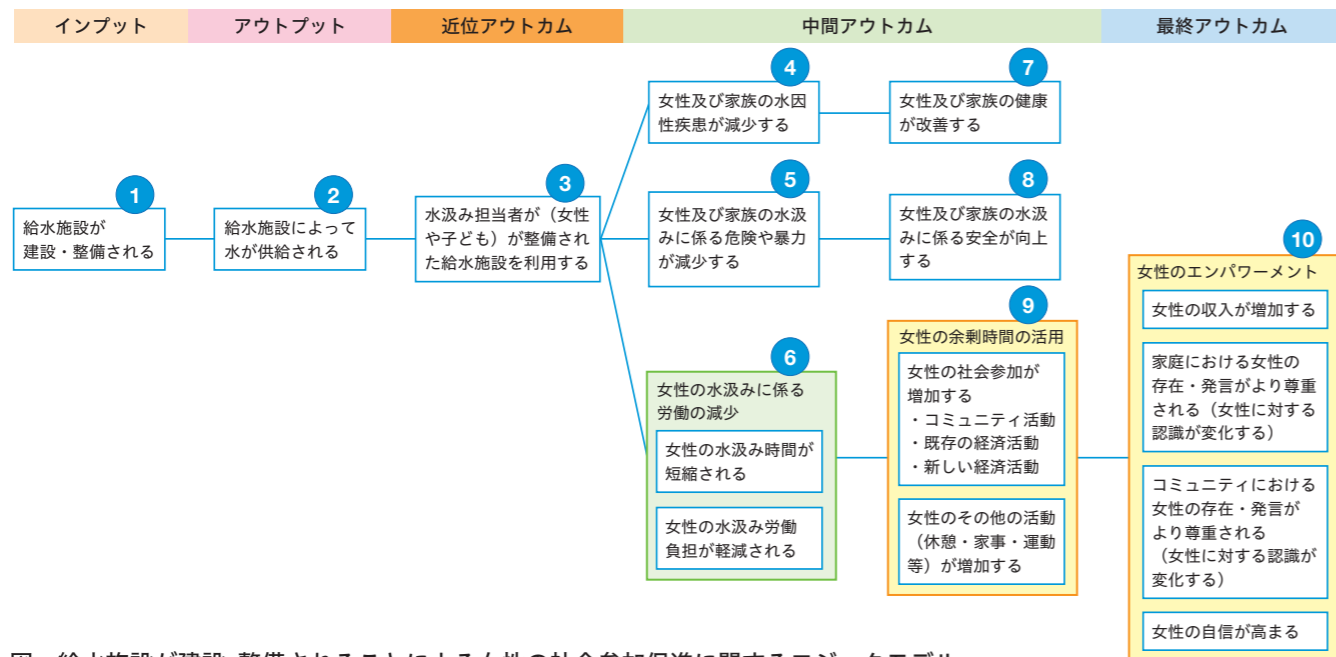 インプット
アウトプット
近位アウトカム
中間アウトカム
最終アウトカム
1
給水施設が
建設・整備される
2
給水施設によって
水が供給される
3
水汲み担当者が（女性
や子ども）が整備され
た給水施設を利用する
4
女性及び家族の水因
性疾患が減少する
7
女性及び家族の健康
が改善する
5
女性及び家族の水汲
みに係る危険や暴力
が減少する
8
女性及び家族の水汲
みに係る安全が向上
する
6
女性の水汲みに係る
労働の減少
女性の水汲み時間が
短縮される
女性の水汲み労働
負担が軽減される
9
女性の余剰時間の活用
女性の社会参加が
増加する
・コミュニティ活動
・既存の経済活動
・新しい経済活動
女性のその他の活動
（休憩・家事・運動
等）が増加する
10
女性のエンパワーメント
女性の収入が増加する
家庭における女性の
存在・発言がより尊重
される（女性に対する
認識が変化する）
コミュニティにおける
女性の存在・発言が
より尊重される
（女性に対する認識が
変化する）
女性の自信が高まる